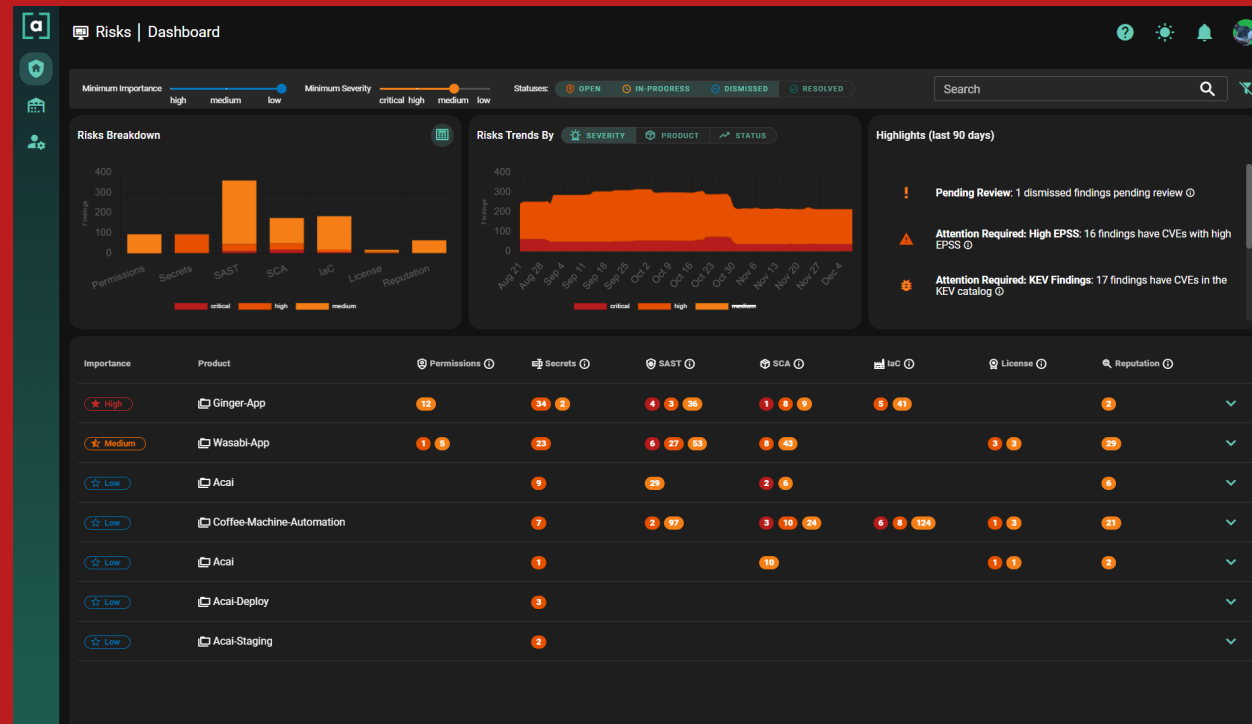 [a]
Risks | Dashboard
Minimum Importance
high medium low
Minimum Severity
critical high medium low
Statuses: OPEN IN-PROGRESS DISMISSED RESOLVED
Search
Risks Breakdown
400
300
200
100
0
Findings
Permissions Secrets SAST SCA IaC License Reputation
critical high medium
Risks Trends By SEVERITY PRODUCT STATUS
400
300
200
100
0
Findings
Aug 21 Aug 28 Sep 4 Sep 11 Sep 18 Sep 25 Oct 2 Oct 9 Oct 16 Oct 23 Oct 30 Nov 6 Nov 13 Nov 20 Nov 27 Dec 4
critical high medium
Highlights (last 90 days)
Pending Review: 1 dismissed findings pending review
Attention Required: High EPSS: 16 findings have CVEs with high
EPSS
Attention Required: KEV Findings: 17 findings have CVEs in the
KEV catalog
Importance Product Permissions Secrets SAST SCA IaC License Reputation
High Ginger-App 12 34 2 4 3 36 1 8 9 5 41 2
Medium Wasabi-App 1 5 23 6 27 53 8 43 3 3 29
Low Acai 9 29 2 6 6
Low Coffee-Machine-Automation 7 2 97 3 10 24 6 8 124 1 3 21
Low Acai 1 10 1 1 2
Low Acai-Deploy 3
Low Acai-Staging 2